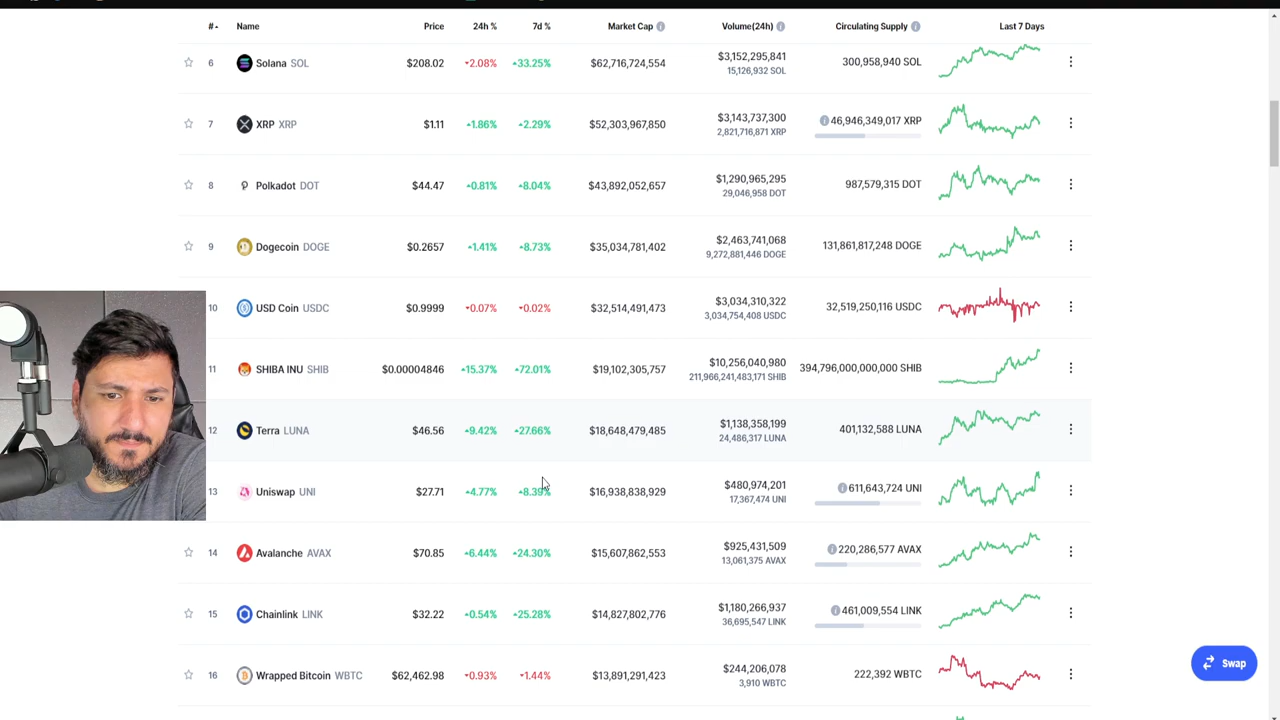 # Name Price 24h % 7d % Market Cap Volume(24h) Circulating Supply Last 7 Days
6 Solana SOL $208.02 2.08% 33.25% $62,716,724,554 $3,152,295,841 300,958,940 SOL
15,126,932 SOL
7 XRP XRP $1.11 1.86% 2.29% $52,303,967,850 $3,143,737,300 46,946,349,017 XRP
2,821,716,871 XRP
8 Polkadot DOT $44.47 0.81% 8.04% $43,892,052,657 $1,290,965,295 987,579,315 DOT
29,046,958 DOT
9 Dogecoin DOGE $0.2657 1.41% 8.73% $35,034,781,402 $2,463,741,068 131,861,817,248 DOGE
9,272,881,446 DOGE
10 USD Coin USDC $0.9999 0.07% 0.02% $32,514,491,473 $3,034,310,322 32,519,250,116 USDC
3,034,754,408 USDC
11 SHIBA INU SHIB $0.00004846 15.37% 72.01% $19,102,305,757 $10,256,040,980 394,796,000,000,000 SHIB
211,966,241,483,171 SHIB
12 Terra LUNA $46.56 9.42% 27.66% $18,648,479,485 $1,138,358,199 401,132,588 LUNA
24,486,317 LUNA
13 Uniswap UNI $27.71 4.77% 8.39% $16,938,838,929 $480,974,201 611,643,724 UNI
17,367,474 UNI
14 Avalanche AVAX $70.85 6.44% 24.30% $15,607,862,553 $925,431,509 220,286,577 AVAX
13,061,375 AVAX
15 Chainlink LINK $32.22 0.54% 25.28% $14,827,802,776 $1,180,266,937 461,009,554 LINK
36,695,547 LINK
16 Wrapped Bitcoin WBTC $62,462.98 0.93% 1.44% $13,891,291,423 $244,206,078 222,392 WBTC
3,910 WBTC
Swap